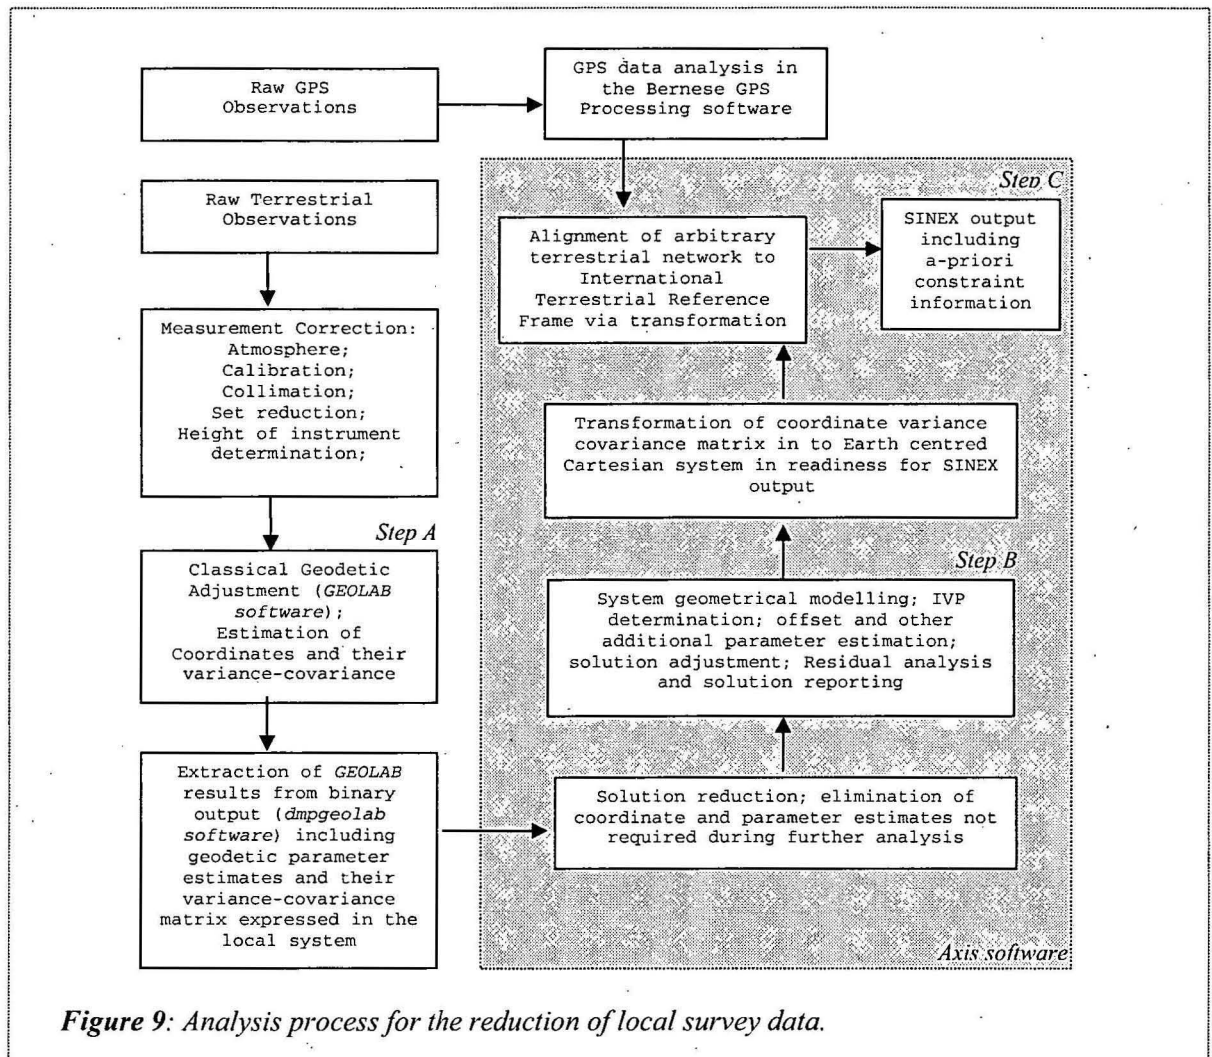 Raw GPS
Observations
GPS data analysis in
the Bernese GPS
Processing software
Raw Terrestrial
Observations
Measurement Correction:
Atmosphere;
Calibration;
Collimation;
Set reduction;
Height of instrument
determination;
Step A
Classical Geodetic
Adjustment (GEOLAB
software);
Estimation of
Coordinates and their
variance-covariance
Extraction of GEOLAB
results from binary
output (dmpgeolab
software) including
geodetic parameter
estimates and their
variance-covariance
matrix expressed in the
local system
Step C
Alignment of arbitrary
terrestrial network to
International
Terrestrial Reference
Frame via transformation
SINEX output
including
a-priori
constraint
information
Transformation of coordinate variance
covariance matrix in to Earth centred
Cartesian system in readiness for SINEX
output
Step B
System geometrical modelling; IVP
determination; offset and other
additional parameter estimation;
solution adjustment; Residual analysis
and solution reporting
Solution reduction; elimination of
coordinate and parameter estimates not
required during further analysis
Axis software
Figure 9: Analysis process for the reduction of local survey data.